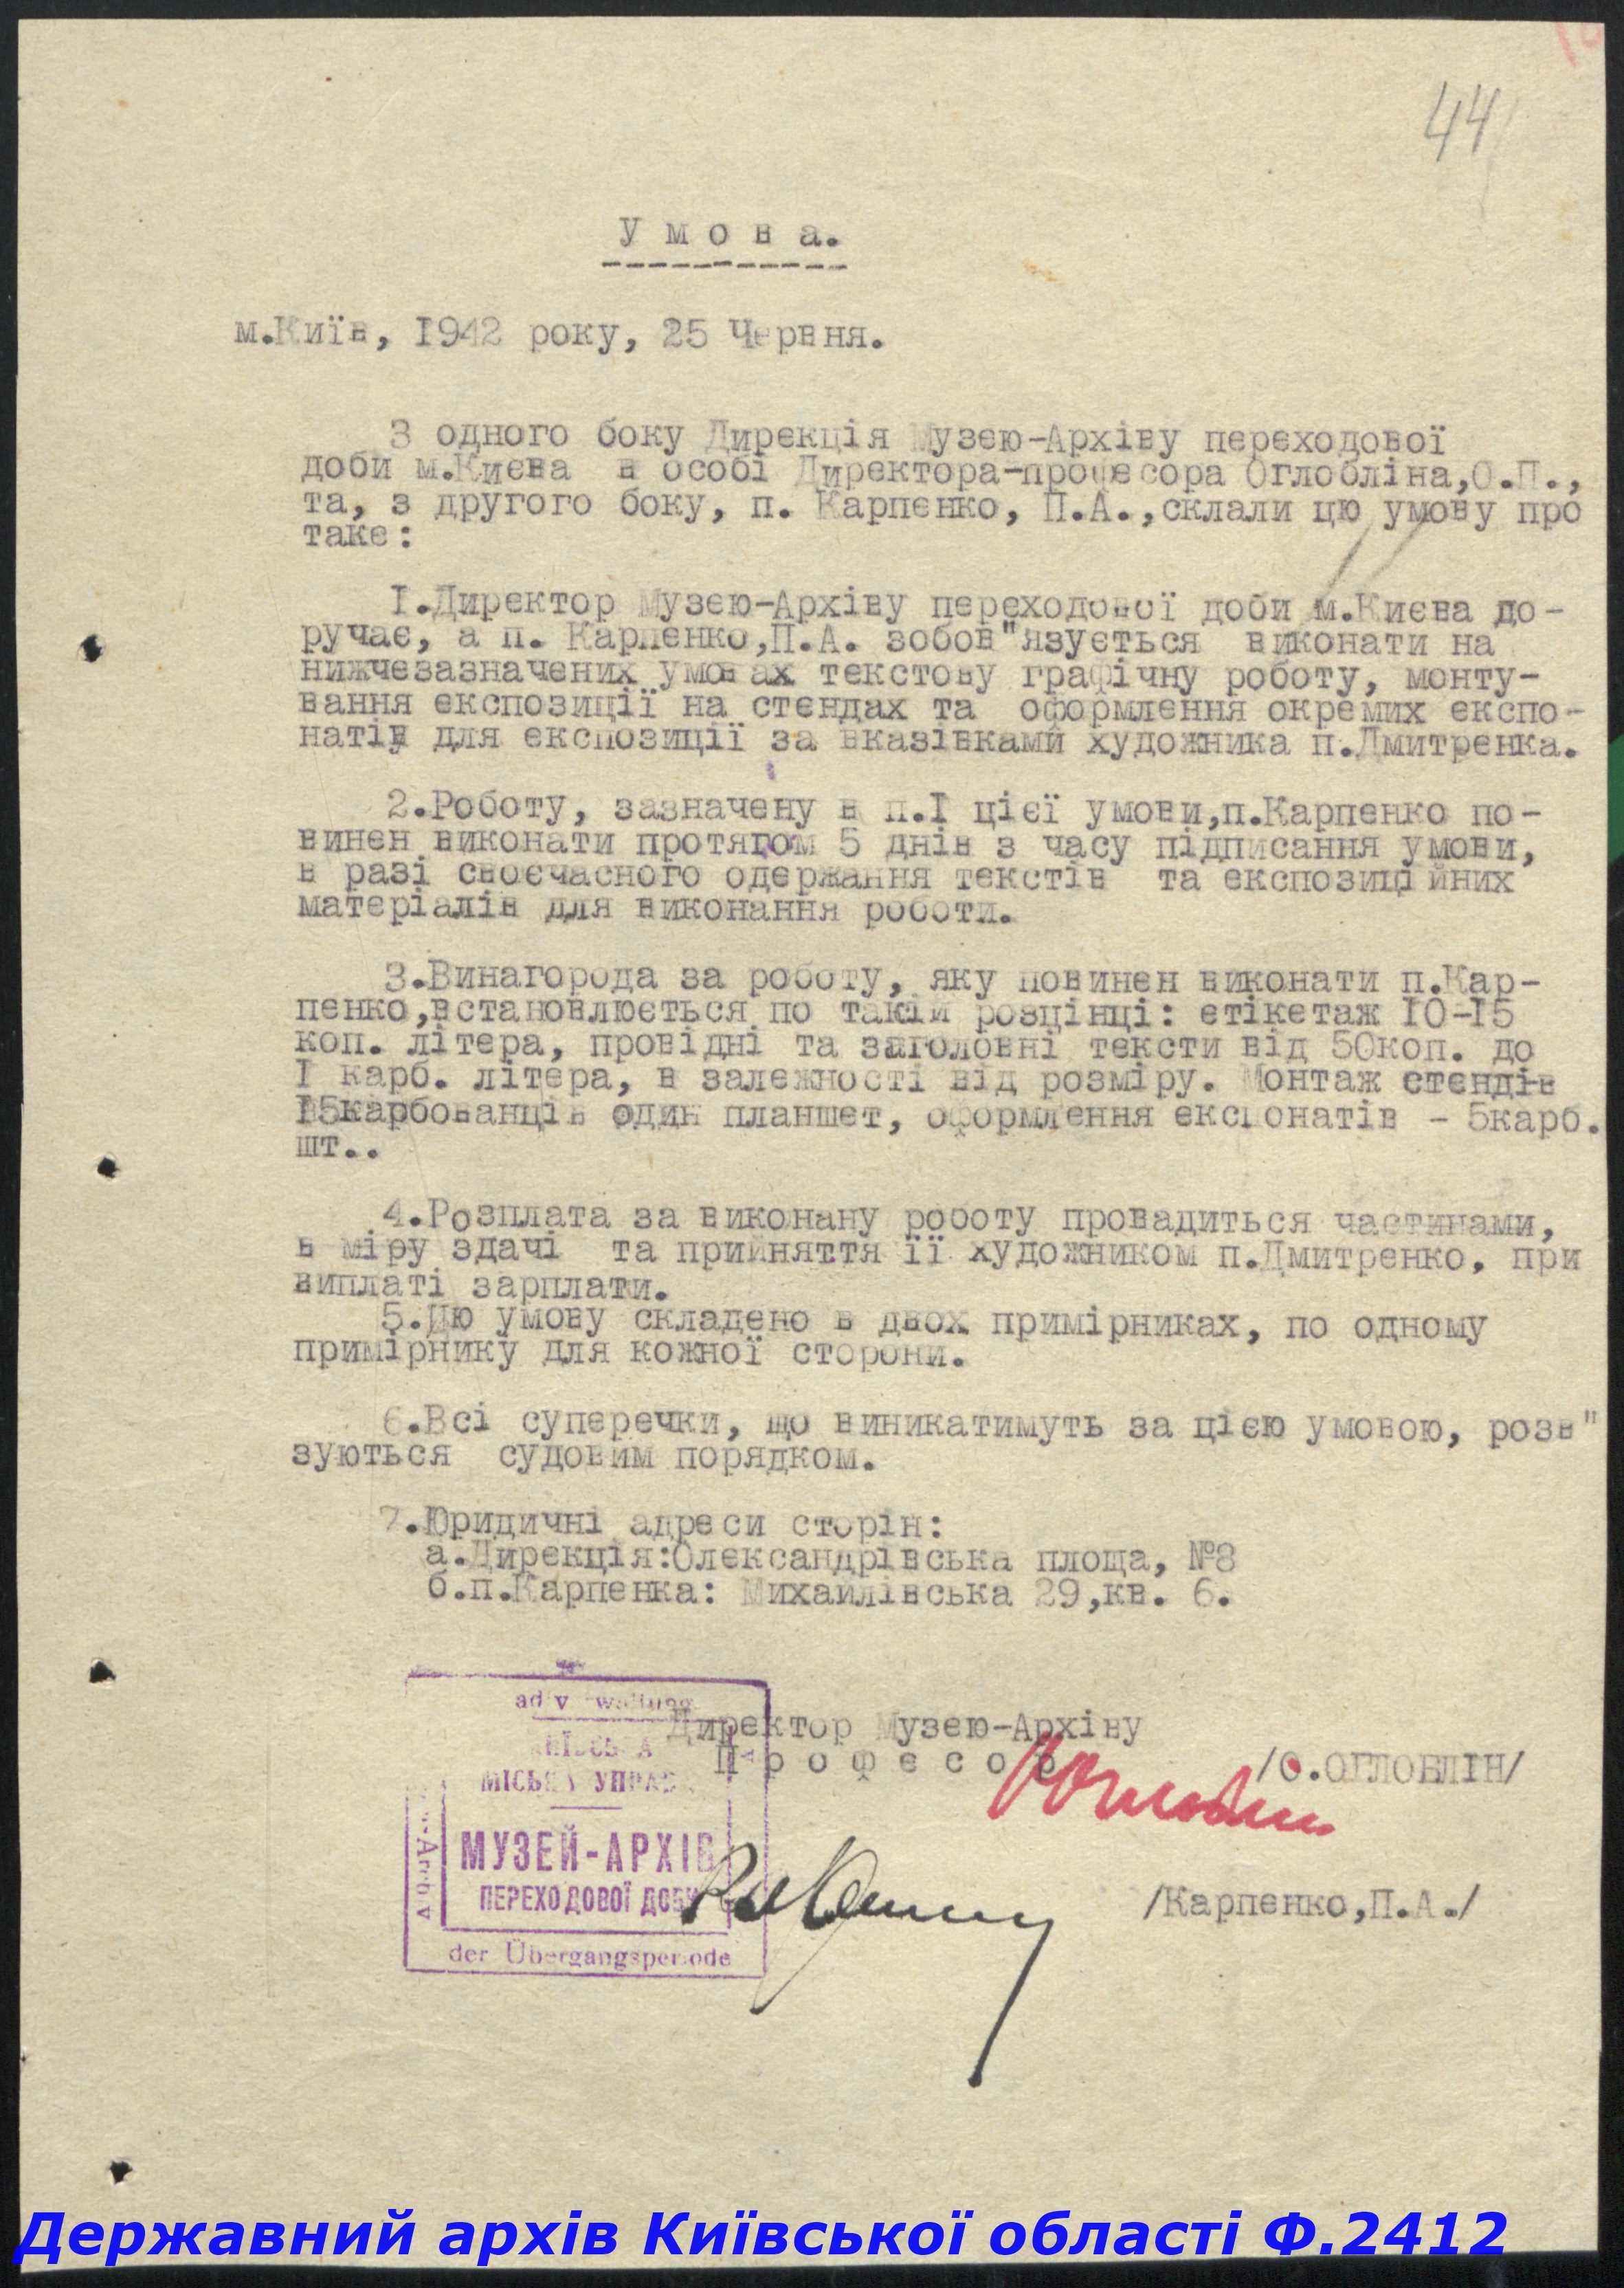 44
У м о в а.
м.Київ, 1942 року, 25 Червня.
З одного боку Дирекція Музею-Архіву переходової
доби м.Києва в особі Директора-професора Оглобліна,О.П.,
та, з другого боку, п. Карпенко, П.А.,склали цю умову про
таке:
I.Директор Музею-Архіву переходової доби м.Києва до-
ручає, а п. Карпенко,П.А. зобов"язується виконати на
нижчезазначених умовах текстову графічну роботу, монту-
вання експозиції на стендах та оформлення окремих експо-
натів для експозиції за вказівками художника п.Дмитренка.
2.Роботу, зазначену в п.I цієї умови,п.Карпенко по-
винен виконати протягом 5 днів з часу підписання умови,
в разі своєчасного одержання текстів та експозиційних
матеріалів для виконання роботи.
3.Винагорода за роботу, яку повинен виконати п.Кар-
пенко,встановлюється по такій розцінці: етікетаж I0-I5
коп. літера, провідні та заголовні тексти від 50коп. до
I карб. літера, в залежності від розміру. Монтаж стендів
I5карбованців один планшет, оформлення експонатів - 5карб.
шт..
4.Розплата за виконану роботу провадиться частинами,
в міру здачі та прийняття її художником п.Дмитренко, при
виплаті зарплати.
5.Цю умову складено в двох примірниках, по одному
примірнику для кожної сторони.
6.Всі суперечки, що виникатимуть за цією умовою, розв"
зуються судовим порядком.
7.Юридичні адреси сторін:
а.Дирекція:Олександрівська площа, №8
б.п.Карпенка: Михайлівська 29,кв. 6.
Директор Музею-Архіву
П р о ф е с о р /О.ОГЛОБЛІН/
МІСЬКА УПРАВА
МУЗЕЙ-АРХІВ
ПЕРЕХОДОВОЇ ДОБИ
der Übergangsperiode
/Карпенко,П.А./
Державний архів Київської області Ф.2412